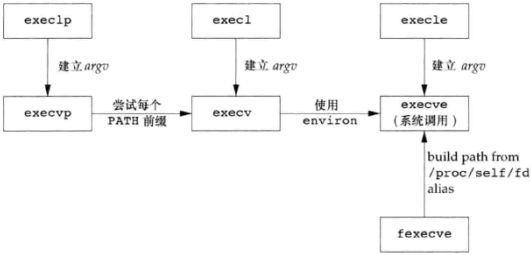 execlp
execl
execle
建立 argv
建立 argv
建立 argv
execvp
尝试每个
PATH 前缀
execv
使用
environ
execve
（系统调用）
build path from
/proc/self/fd
alias
fexecve